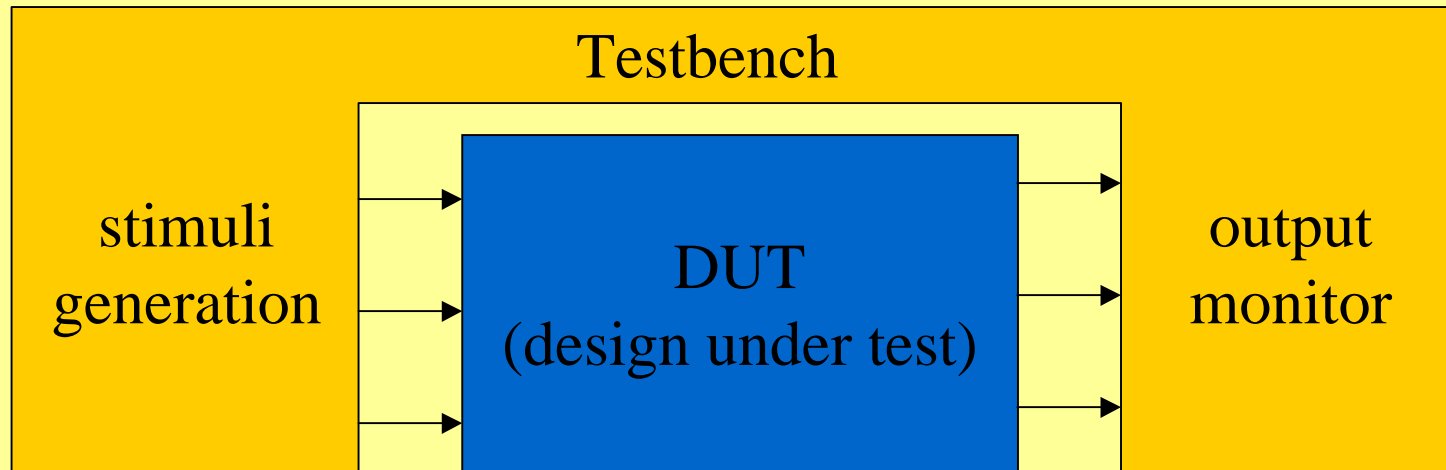 Testbench
stimuli
generation
DUT
(design under test)
output
monitor